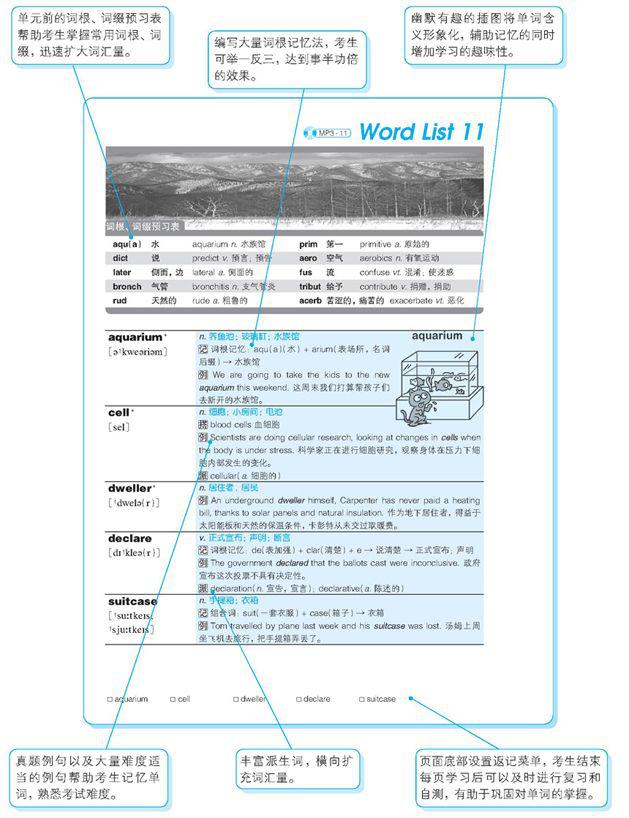 单元前的词根、词缀预习表
帮助考生掌握常用词根、词
缀，迅速扩大词汇量。
编写大量词根记忆法，考生
可举一反三，达到事半功倍
的效果。
幽默有趣的插图将单词含
义形象化，辅助记忆的同时
增加学习的趣味性。
MP3-11 Word List 11
词根、词缀预习表
aqu(a) 水 aquarium n. 水族馆 prim 第一 primitive a. 原始的
dict 说 predict v. 预言；预告 aero 空气 aerobics n. 有氧运动
later 侧面，边 lateral a. 侧面的 fus 流 confuse vt. 混淆；使迷惑
bronch 气管 bronchitis n. 支气管炎 tribut 给予 contribute v. 捐赠，捐助
rud 天然的 rude a. 粗鲁的 acerb 苦涩的，痛苦的 exacerbate vt. 恶化
aquarium*
[əˈkweəriəm]
n. 养鱼池；玻璃缸；水族馆
记 词根记忆：aqu(a)(水) + arium(表场所，名词
后缀) → 水族馆
例 We are going to take the kids to the new
aquarium this weekend. 这周末我们打算带孩子们
去新开的水族馆。
aquarium
cell*
[sel]
n. 细胞；小房间；电池
搭 blood cells 血细胞
例 Scientists are doing cellular research, looking at changes in cells when
the body is under stress. 科学家正在进行细胞研究，观察身体在压力下细
胞内部发生的变化。
派 cellular(a. 细胞的)
dweller*
[ˈdwelə(r)]
n. 居住者，居民
例 An underground dweller himself, Carpenter has never paid a heating
bill, thanks to solar panels and natural insulation. 作为地下居住者，得益于
太阳能板和天然的保温条件，卡彭特从未交过取暖费。
declare
[dɪˈkleə(r)]
v. 正式宣布；声明；断言
记 词根记忆：de(表加强) + clar(清楚) + e → 说清楚 → 正式宣布；声明
例 The government declared that the ballots cast were inconclusive. 政府
宣布这次投票不具有决定性。
派 declaration(n. 宣告，宣言)；declarative(a. 陈述的)
suitcase
[ˈsuːtkeɪs,
ˈsjuːtkeɪs]
n. 手提箱；衣箱
记 组合词：suit(一套衣服) + case(箱子) → 衣箱
例 Tom travelled by plane last week and his suitcase was lost. 汤姆上周
坐飞机去旅行，把手提箱弄丢了。
□ aquarium □ cell □ dweller □ declare □ suitcase
真题例句以及大量难度适
当的例句帮助考生记忆单
词，熟悉考试难度。
丰富派生词，横向扩
充词汇量。
页面底部设置返记菜单，考生结束
每页学习后可以及时进行复习和
自测，有助于巩固对单词的掌握。